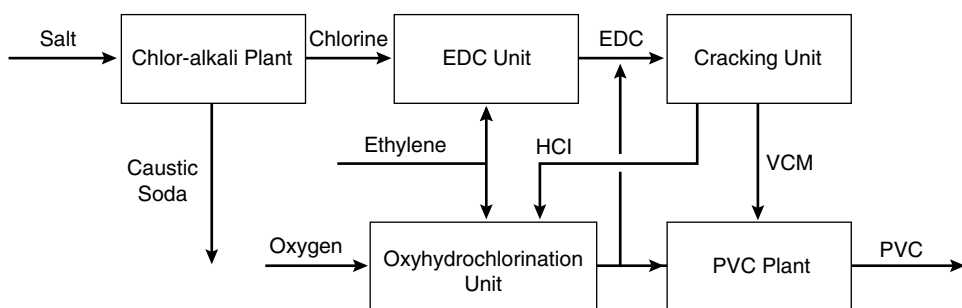 Salt
Chlor-alkali Plant
Chlorine
EDC Unit
EDC
Cracking Unit
Caustic
Soda
Ethylene
HCl
VCM
Oxygen
Oxyhydrochlorination
Unit
PVC Plant
PVC